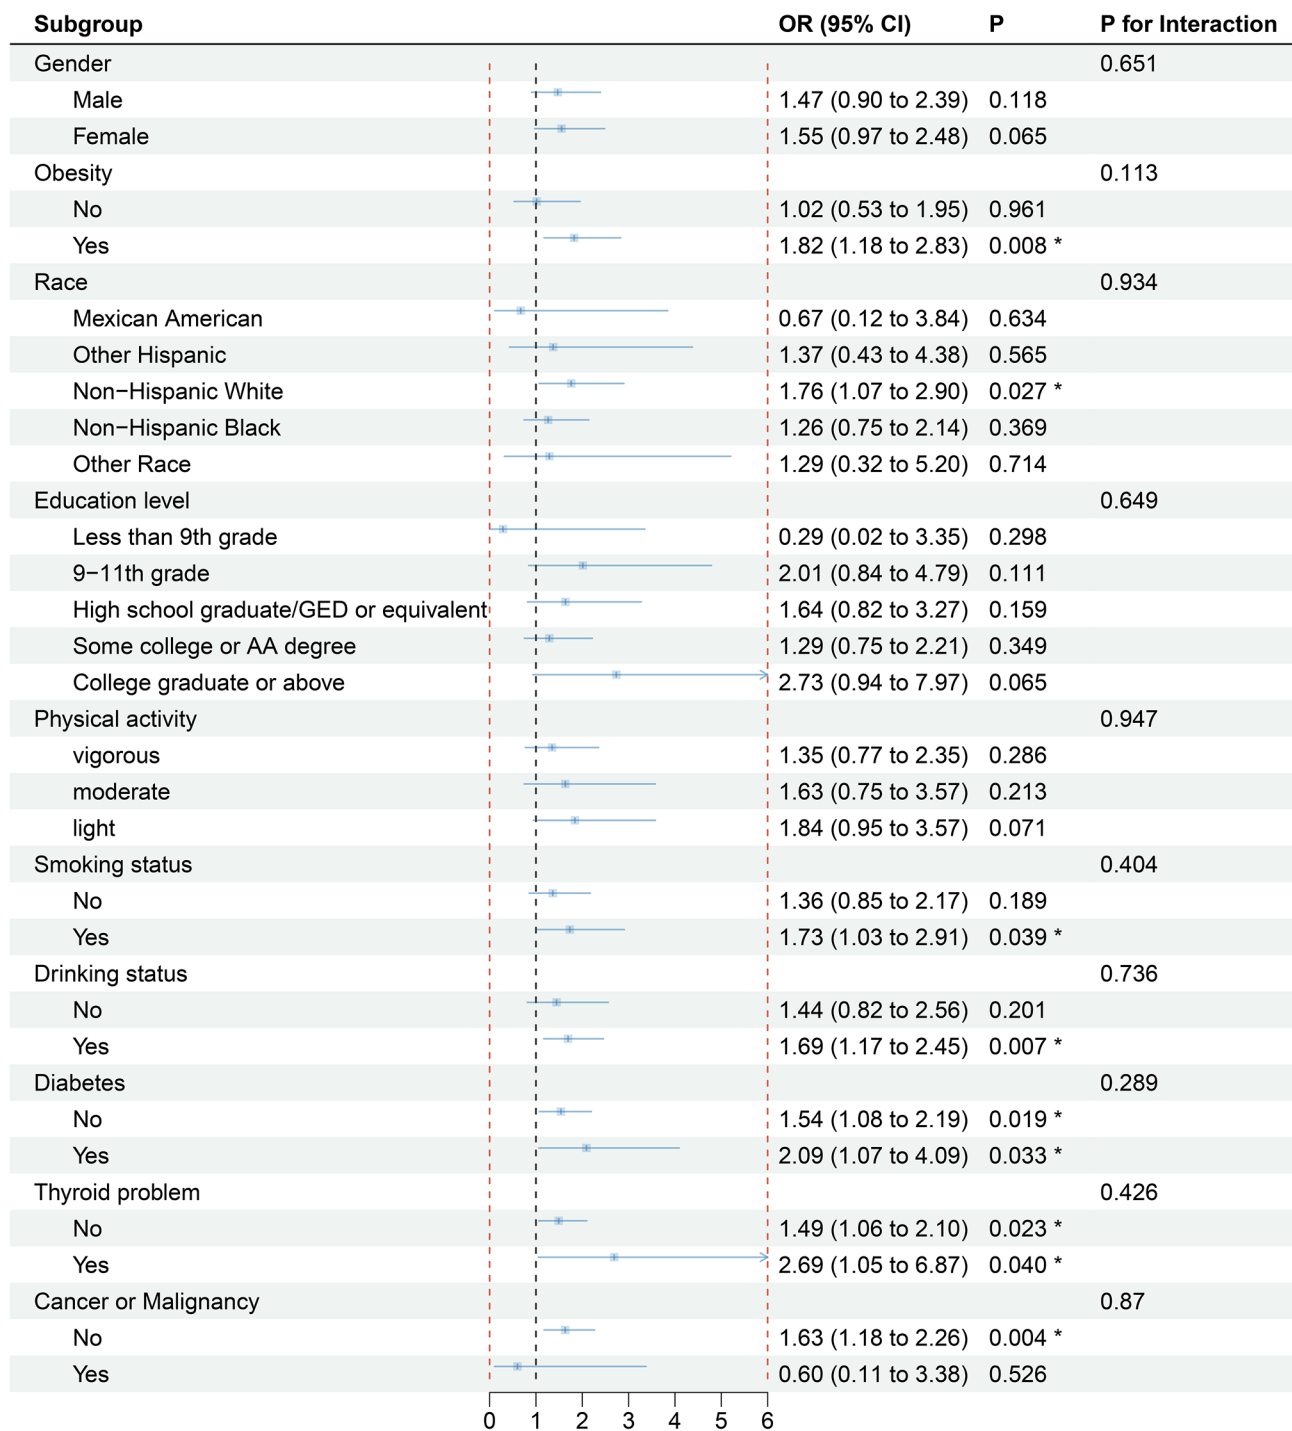 Subgroup OR (95% CI) P P for Interaction
Gender 0.651
Male 1.47 (0.90 to 2.39) 0.118
Female 1.55 (0.97 to 2.48) 0.065
Obesity 0.113
No 1.02 (0.53 to 1.95) 0.961
Yes 1.82 (1.18 to 2.83) 0.008 *
Race 0.934
Mexican American 0.67 (0.12 to 3.84) 0.634
Other Hispanic 1.37 (0.43 to 4.38) 0.565
Non−Hispanic White 1.76 (1.07 to 2.90) 0.027 *
Non−Hispanic Black 1.26 (0.75 to 2.14) 0.369
Other Race 1.29 (0.32 to 5.20) 0.714
Education level 0.649
Less than 9th grade 0.29 (0.02 to 3.35) 0.298
9−11th grade 2.01 (0.84 to 4.79) 0.111
High school graduate/GED or equivalent 1.64 (0.82 to 3.27) 0.159
Some college or AA degree 1.29 (0.75 to 2.21) 0.349
College graduate or above 2.73 (0.94 to 7.97) 0.065
Physical activity 0.947
vigorous 1.35 (0.77 to 2.35) 0.286
moderate 1.63 (0.75 to 3.57) 0.213
light 1.84 (0.95 to 3.57) 0.071
Smoking status 0.404
No 1.36 (0.85 to 2.17) 0.189
Yes 1.73 (1.03 to 2.91) 0.039 *
Drinking status 0.736
No 1.44 (0.82 to 2.56) 0.201
Yes 1.69 (1.17 to 2.45) 0.007 *
Diabetes 0.289
No 1.54 (1.08 to 2.19) 0.019 *
Yes 2.09 (1.07 to 4.09) 0.033 *
Thyroid problem 0.426
No 1.49 (1.06 to 2.10) 0.023 *
Yes 2.69 (1.05 to 6.87) 0.040 *
Cancer or Malignancy 0.87
No 1.63 (1.18 to 2.26) 0.004 *
Yes 0.60 (0.11 to 3.38) 0.526
0 1 2 3 4 5 6